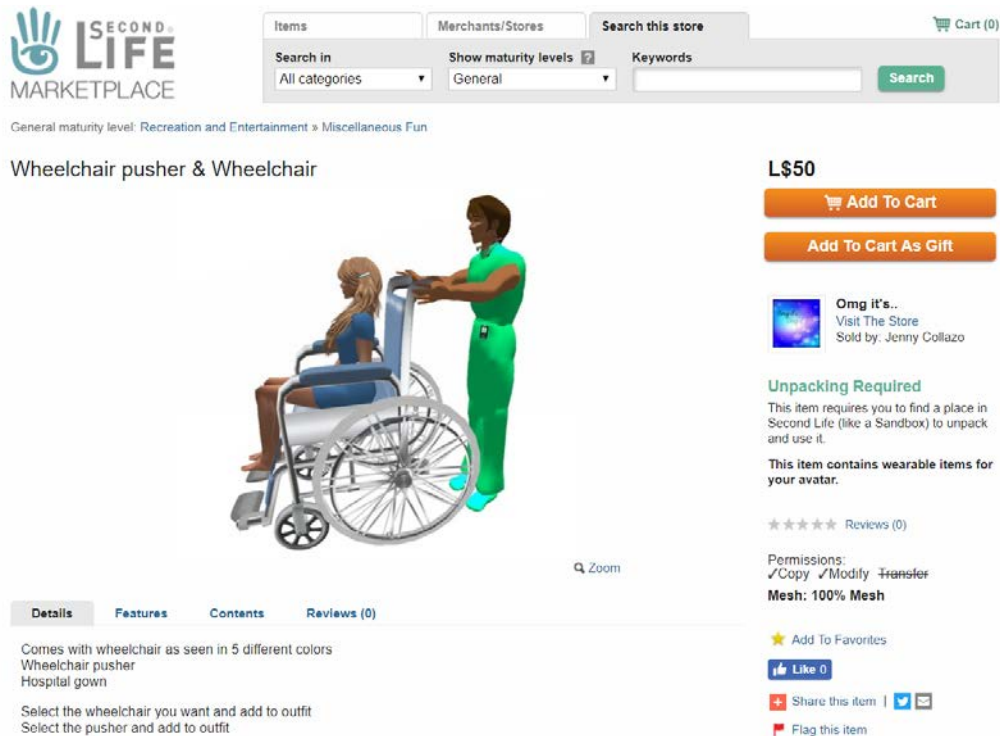 SECOND
LIFE
MARKETPLACE
Items
Merchants/Stores
Search this store
Cart (0)
Search in
Show maturity levels ?
Keywords
All categories
General
Search
General maturity level: Recreation and Entertainment » Miscellaneous Fun
Wheelchair pusher & Wheelchair
Zoom
Details
Features
Contents
Reviews (0)
Comes with wheelchair as seen in 5 different colors
Wheelchair pusher
Hospital gown
Select the wheelchair you want and add to outfit
Select the pusher and add to outfit
L$50
Add To Cart
Add To Cart As Gift
Omg it's..
Visit The Store
Sold by: Jenny Collazo
Unpacking Required
This item requires you to find a place in
Second Life (like a Sandbox) to unpack
and use it.
This item contains wearable items for
your avatar.
Reviews (0)
Permissions:
✓Copy ✓Modify Transfer
Mesh: 100% Mesh
Add To Favorites
Like 0
Share this item |
Flag this item